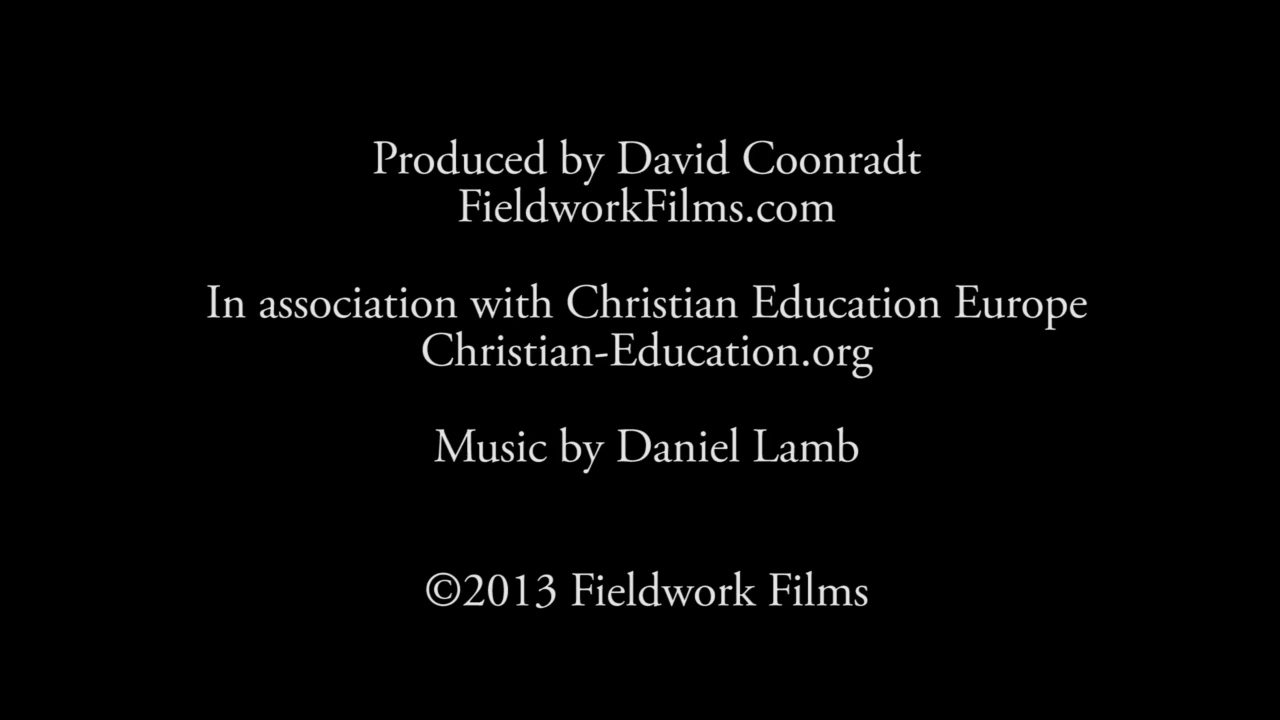 Produced by David Coonradt
FieldworkFilms.com
In association with Christian Education Europe
Christian-Education.org
Music by Daniel Lamb
©2013 Fieldwork Films